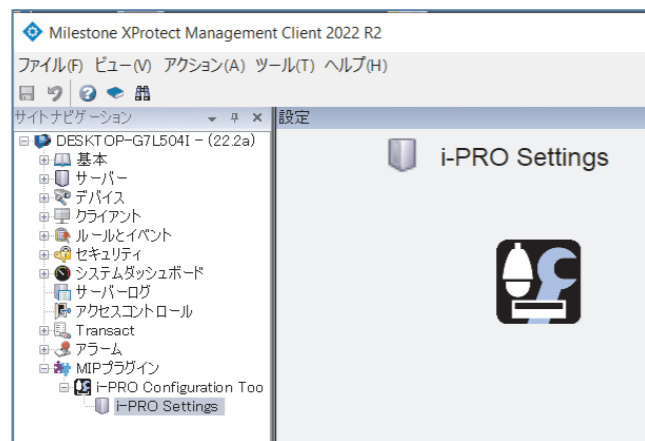 Milestone XProtect Management Client 2022 R2
ファイル(F) ビュー(V) アクション(A) ツール(T) ヘルプ(H)
サイトナビゲーション
設定
DESKTOP-G7L504I - (22.2a)
基本
サーバー
デバイス
クライアント
ルールとイベント
セキュリティ
システムダッシュボード
サーバーログ
アクセスコントロール
Transact
アラーム
MIPプラグイン
i-PRO Configuration Too
i-PRO Settings
i-PRO Settings